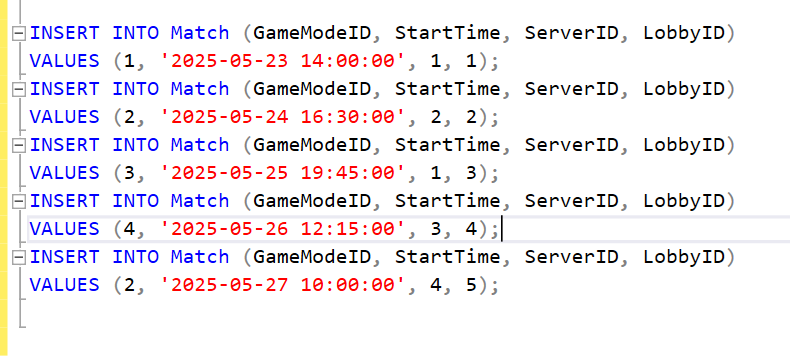 INSERT INTO Match (GameModeID, StartTime, ServerID, LobbyID)
VALUES (1, '2025-05-23 14:00:00', 1, 1);
INSERT INTO Match (GameModeID, StartTime, ServerID, LobbyID)
VALUES (2, '2025-05-24 16:30:00', 2, 2);
INSERT INTO Match (GameModeID, StartTime, ServerID, LobbyID)
VALUES (3, '2025-05-25 19:45:00', 1, 3);
INSERT INTO Match (GameModeID, StartTime, ServerID, LobbyID)
VALUES (4, '2025-05-26 12:15:00', 3, 4);
INSERT INTO Match (GameModeID, StartTime, ServerID, LobbyID)
VALUES (2, '2025-05-27 10:00:00', 4, 5);